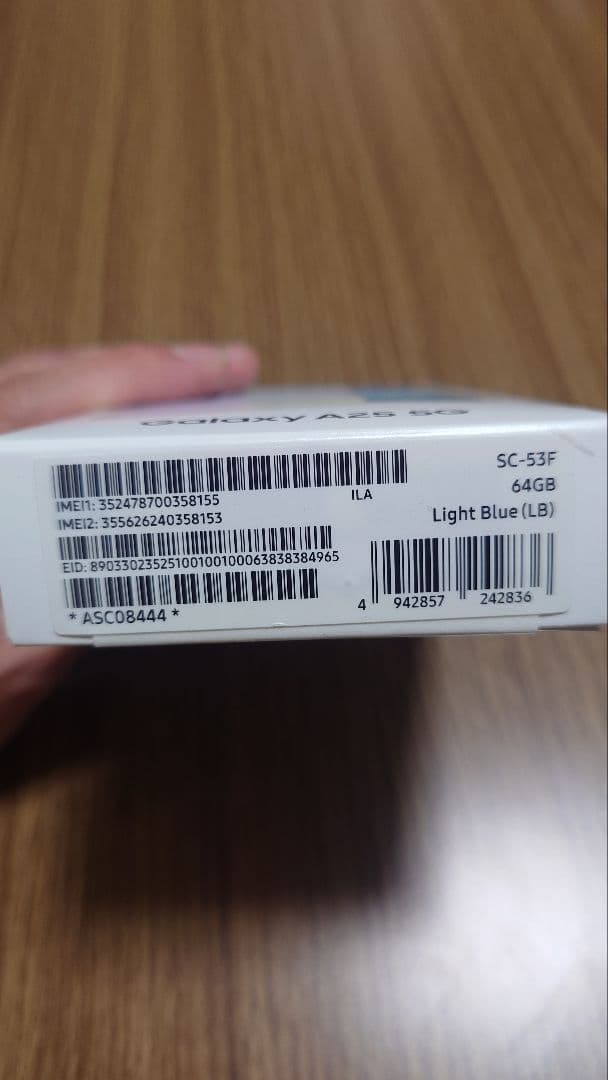 Galaxy A25 5G
IMEI1: 352478700358155
ILA
IMEI2: 355626240358153
EID: 89033023525100100100063838384965
* ASC08444 *
SC-53F
64GB
Light Blue (LB)
4 942857 242836